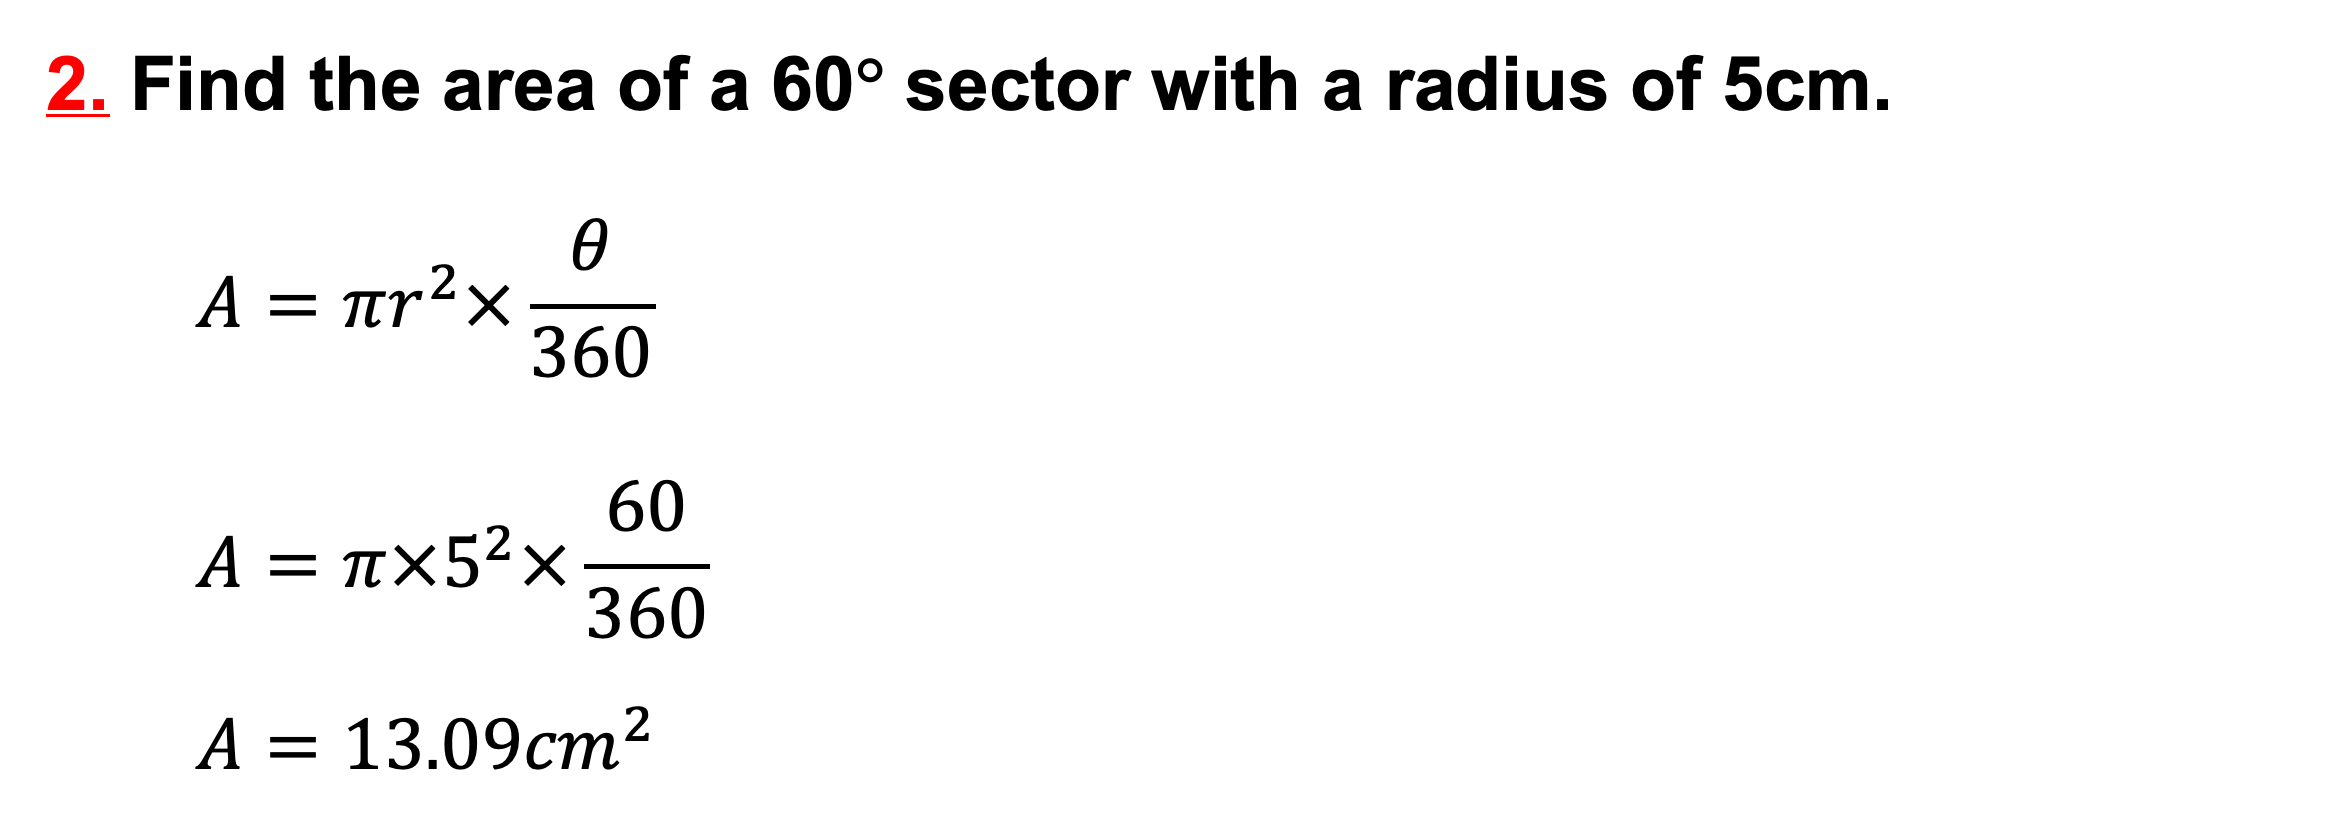 2. Find the area of a 60° sector with a radius of 5cm.
A = πr²× θ/360
A = π×5²× 60/360
A = 13.09cm²